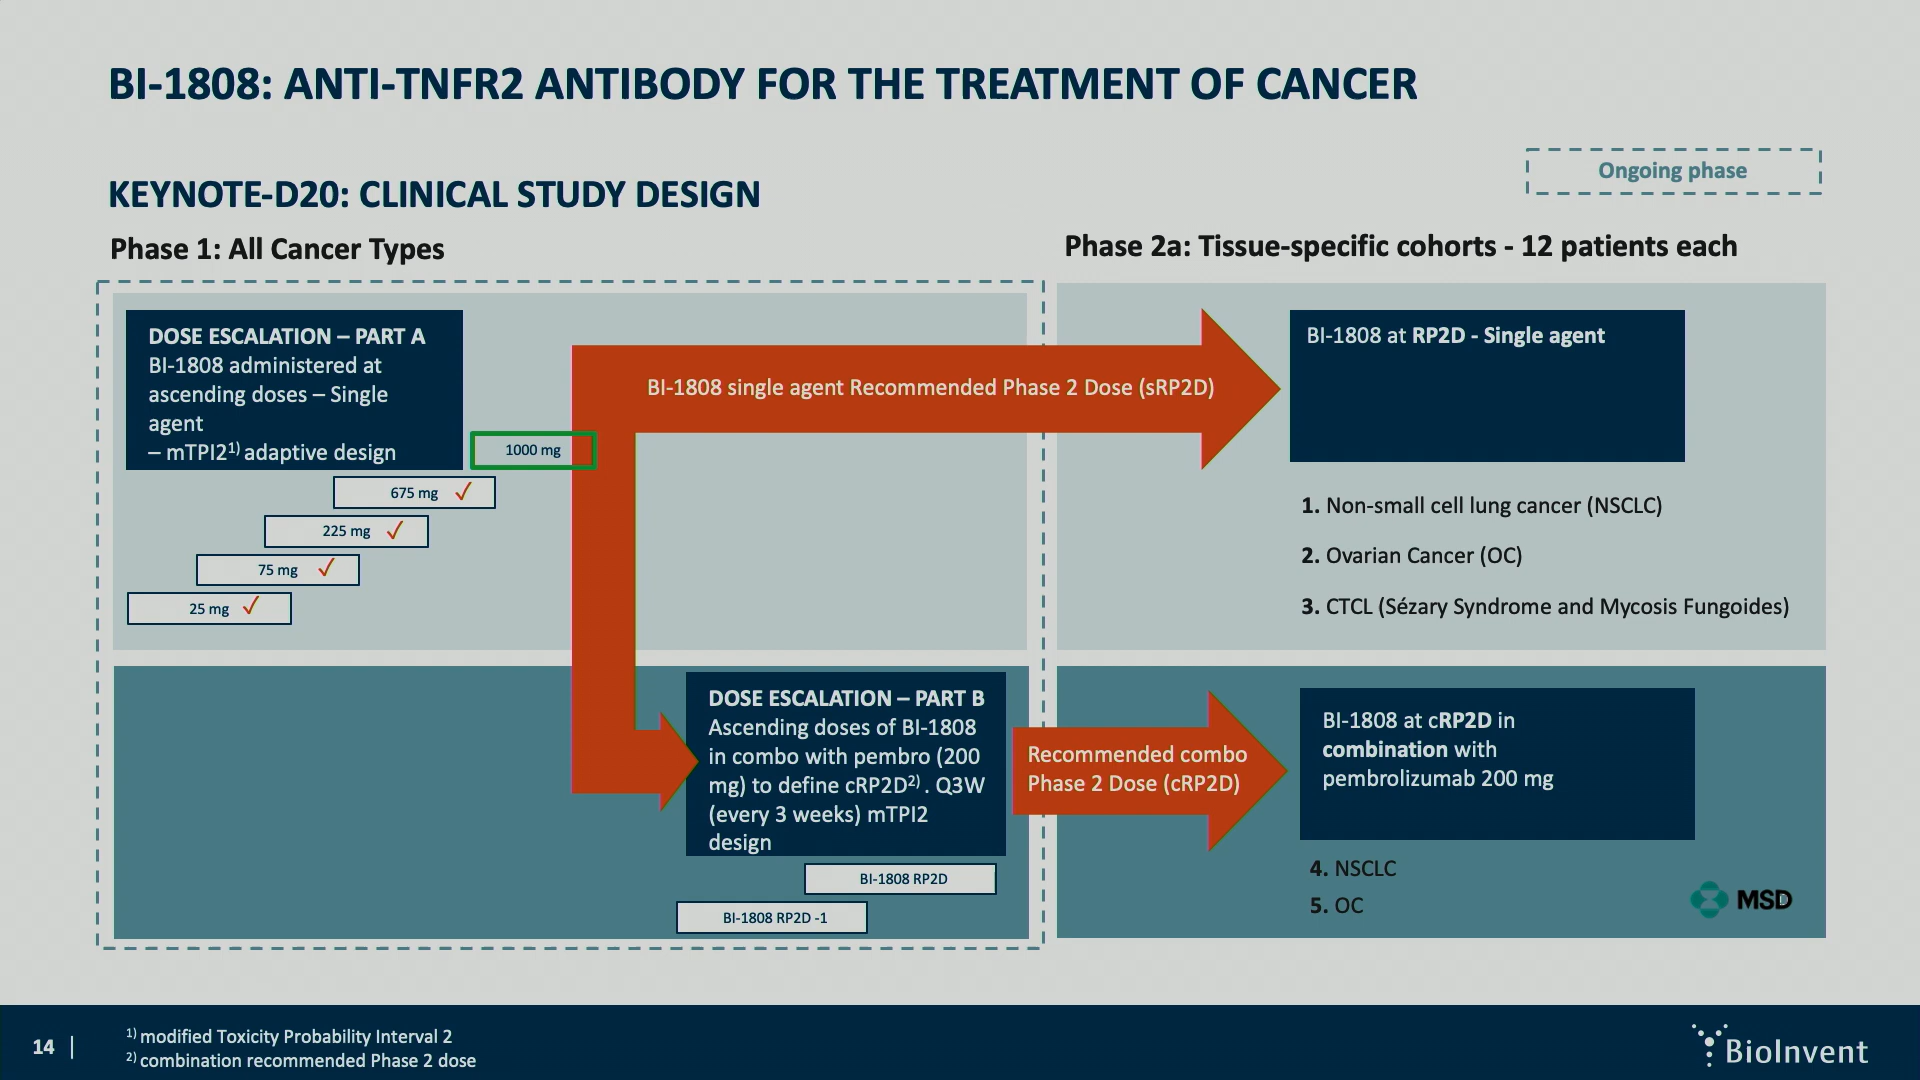 BI-1808: ANTI-TNFR2 ANTIBODY FOR THE TREATMENT OF CANCER
Ongoing phase
KEYNOTE-D20: CLINICAL STUDY DESIGN
Phase 1: All Cancer Types
Phase 2a: Tissue-specific cohorts - 12 patients each
DOSE ESCALATION – PART A
BI-1808 administered at
ascending doses – Single
agent
– mTPI2¹⁾ adaptive design
1000 mg
675 mg ✓
225 mg ✓
75 mg ✓
25 mg ✓
BI-1808 single agent Recommended Phase 2 Dose (sRP2D)
BI-1808 at RP2D - Single agent
1. Non-small cell lung cancer (NSCLC)
2. Ovarian Cancer (OC)
3. CTCL (Sézary Syndrome and Mycosis Fungoides)
DOSE ESCALATION – PART B
Ascending doses of BI-1808
in combo with pembro (200
mg) to define cRP2D²⁾ . Q3W
(every 3 weeks) mTPI2
design
BI-1808 RP2D
BI-1808 RP2D -1
Recommended combo
Phase 2 Dose (cRP2D)
BI-1808 at cRP2D in
combination with
pembrolizumab 200 mg
4. NSCLC
5. OC
MSD
14 |
¹⁾ modified Toxicity Probability Interval 2
²⁾ combination recommended Phase 2 dose
BioInvent